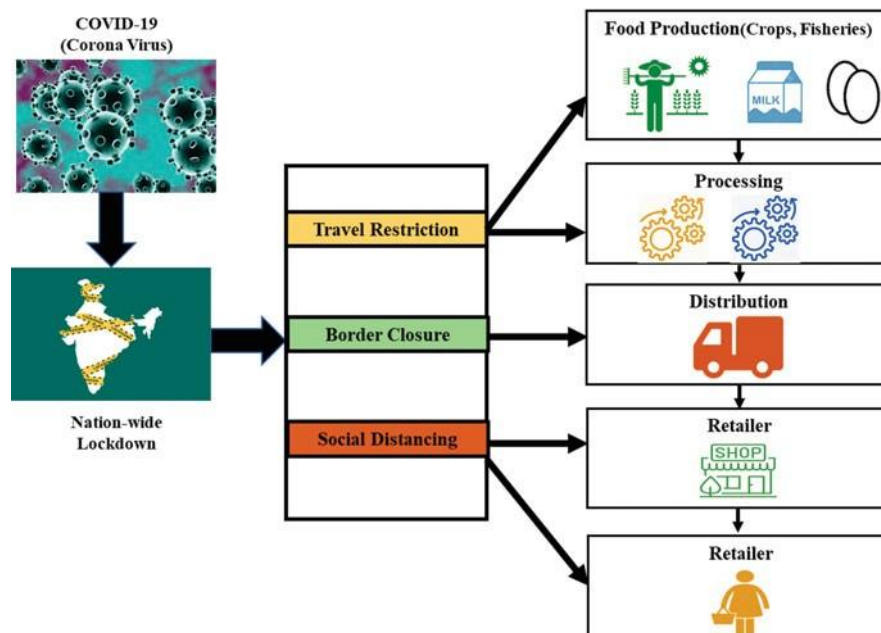 COVID-19
(Corona Virus)
Nation-wide
Lockdown
Travel Restriction
Border Closure
Social Distancing
Food Production(Crops, Fisheries)
MILK
Processing
Distribution
Retailer
SHOP
Retailer